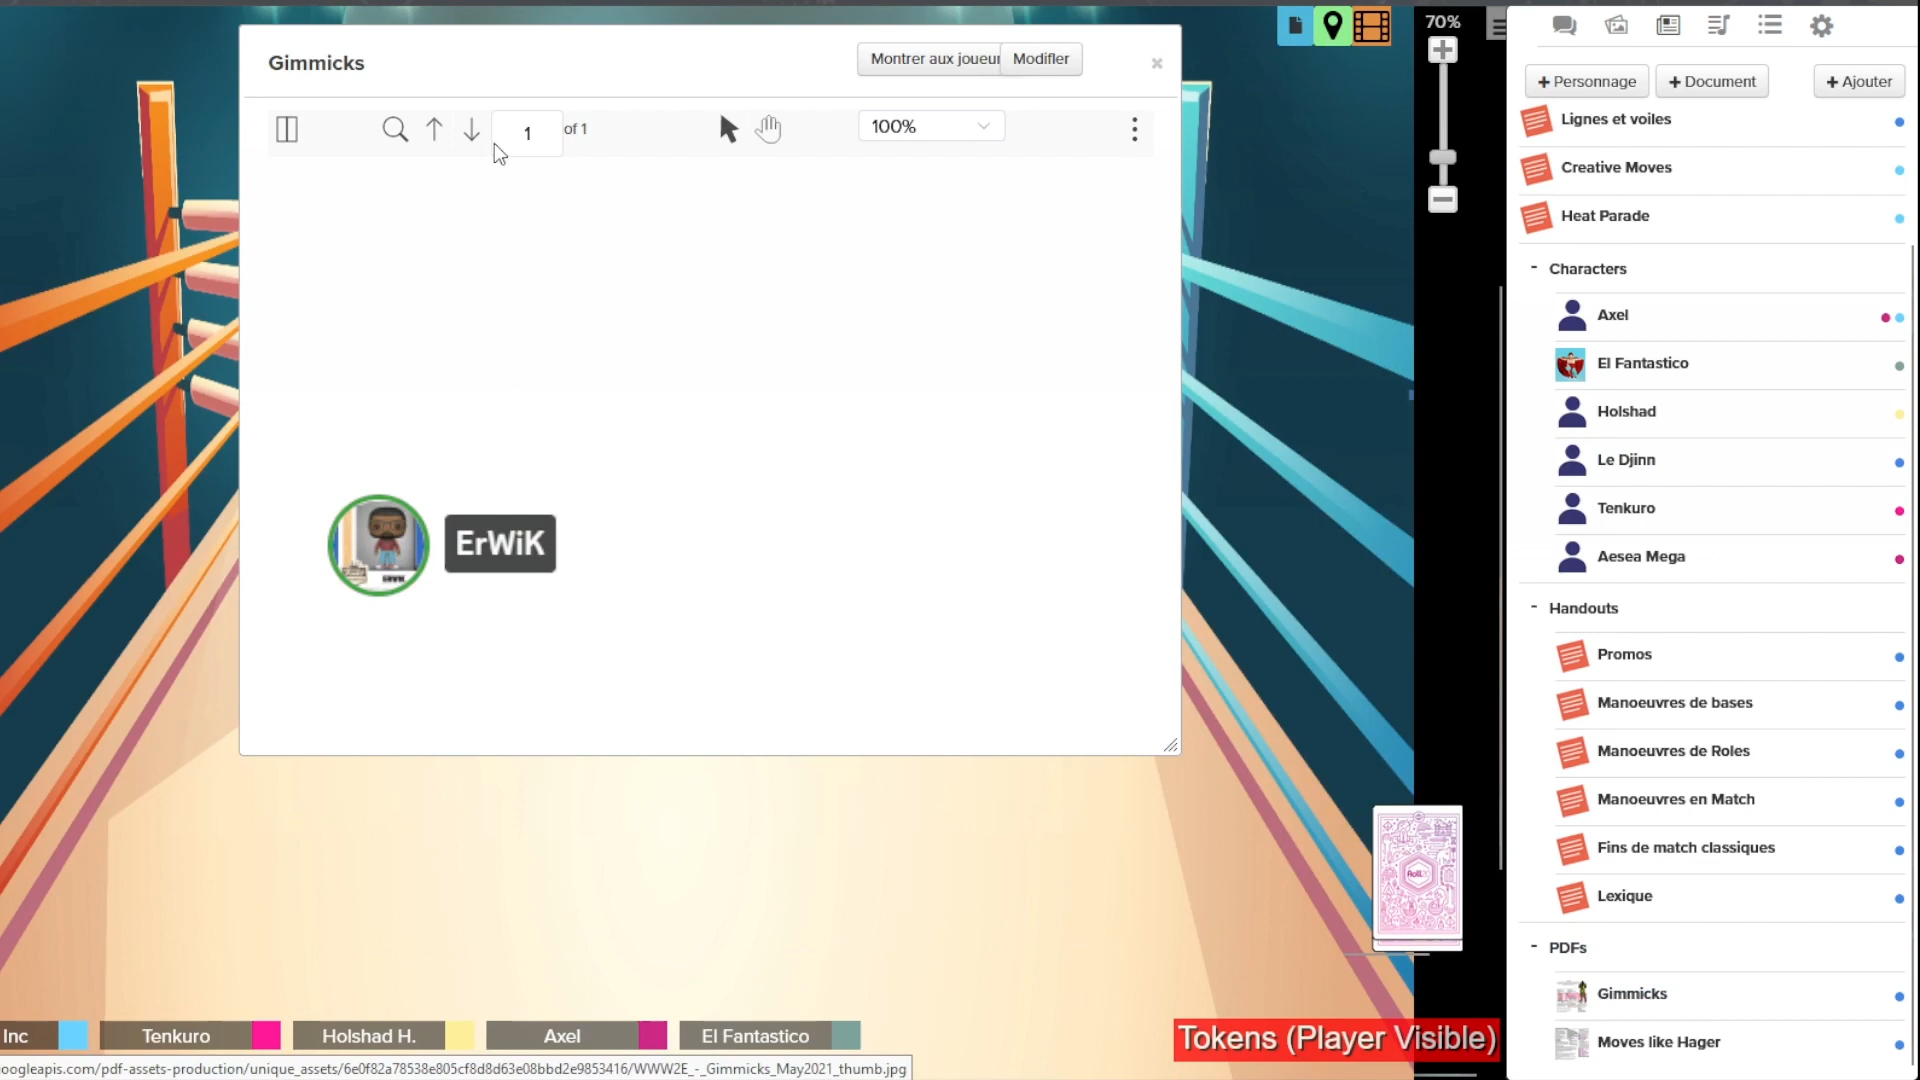 70%
Gimmicks
Montrer aux joueur
Modifier
×
1
of 1
100%
+ Personnage
+ Document
+ Ajouter
Lignes et voiles
Creative Moves
Heat Parade
- Characters
Axel
El Fantastico
Holshad
Le Djinn
Tenkuro
Aesea Mega
- Handouts
Promos
Manoeuvres de bases
Manoeuvres de Roles
Manoeuvres en Match
Fins de match classiques
Lexique
- PDFs
Gimmicks
Moves like Hager
ErWiK
Roll20
Inc
Tenkuro
Holshad H.
Axel
El Fantastico
Tokens (Player Visible)
oogleapis.com/pdf-assets-production/unique_assets/6e0f82a78538e805cf8d8d63e08bbd2e9853416/WWW2E_-_Gimmicks_May2021_thumb.jpg